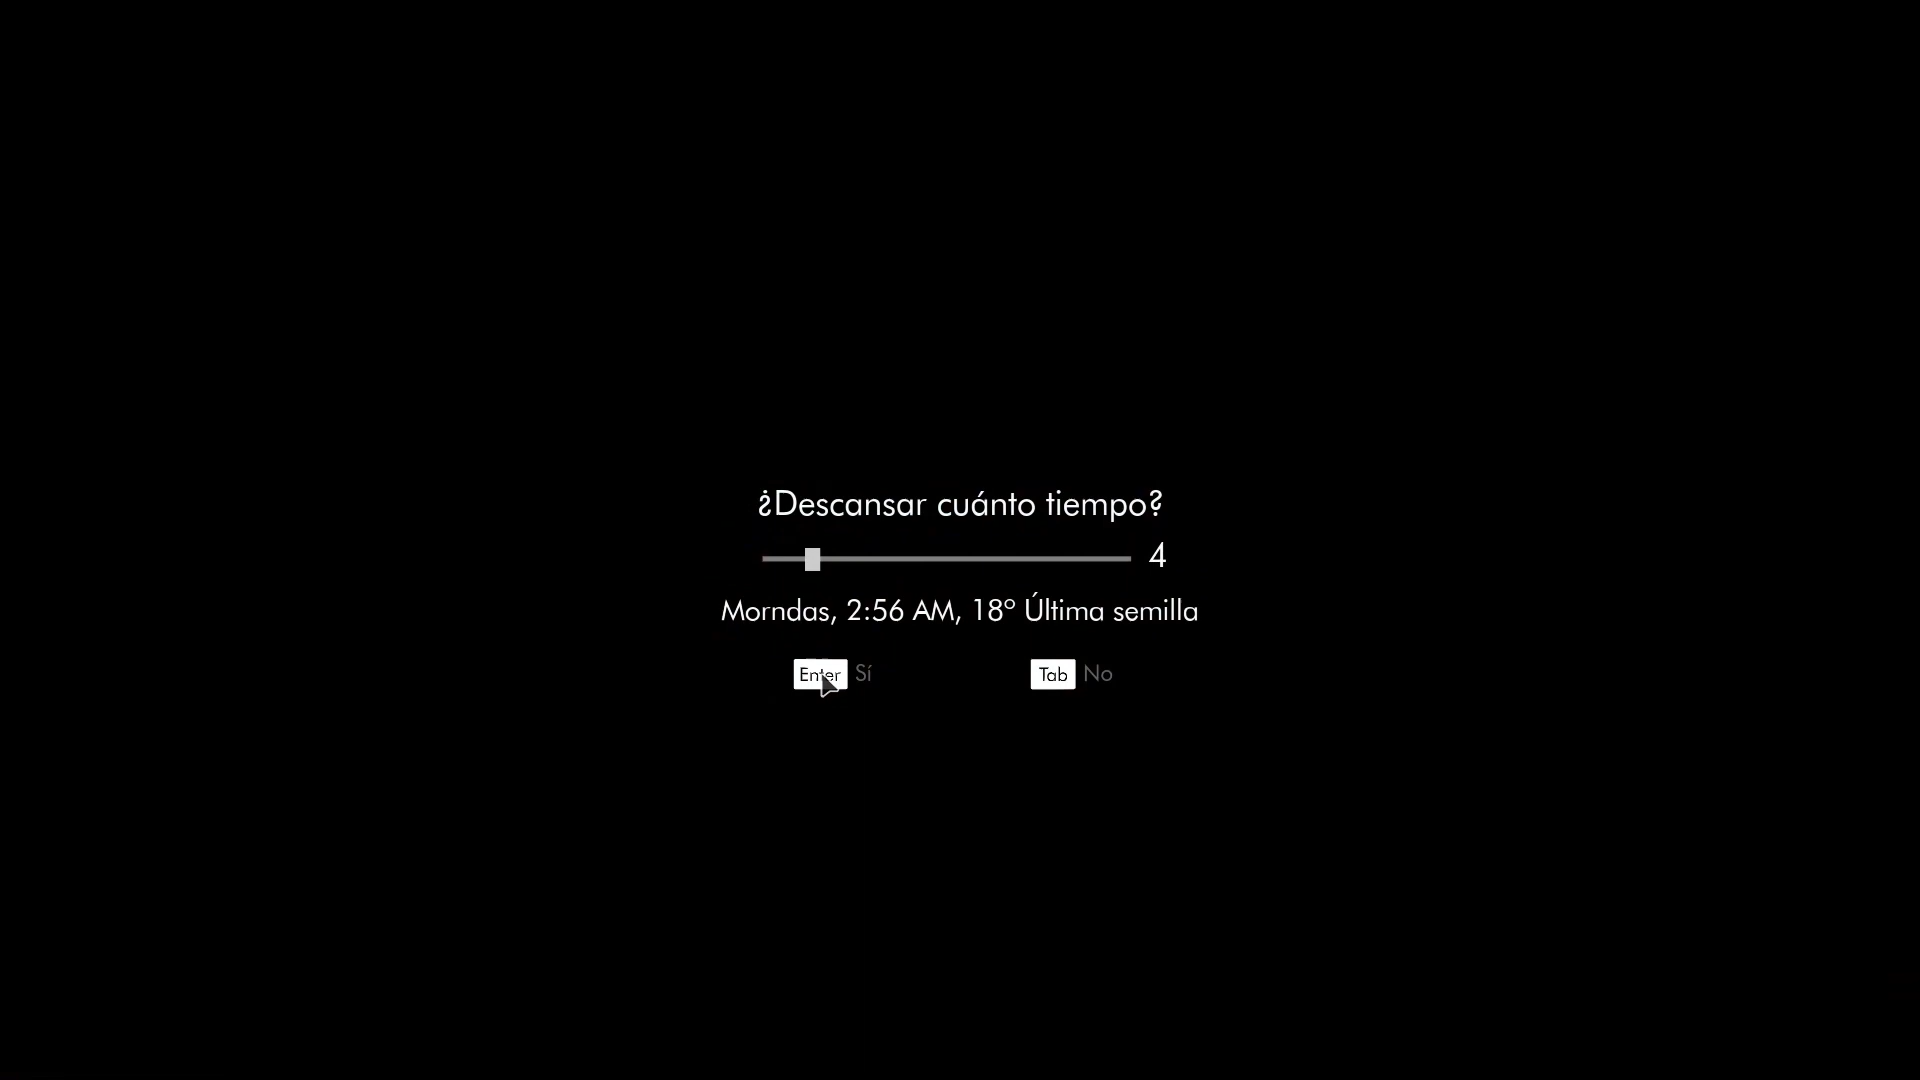 ¿Descansar cuánto tiempo?
4
Morndas, 2:56 AM, 18º Última semilla
Enter Sí Tab No